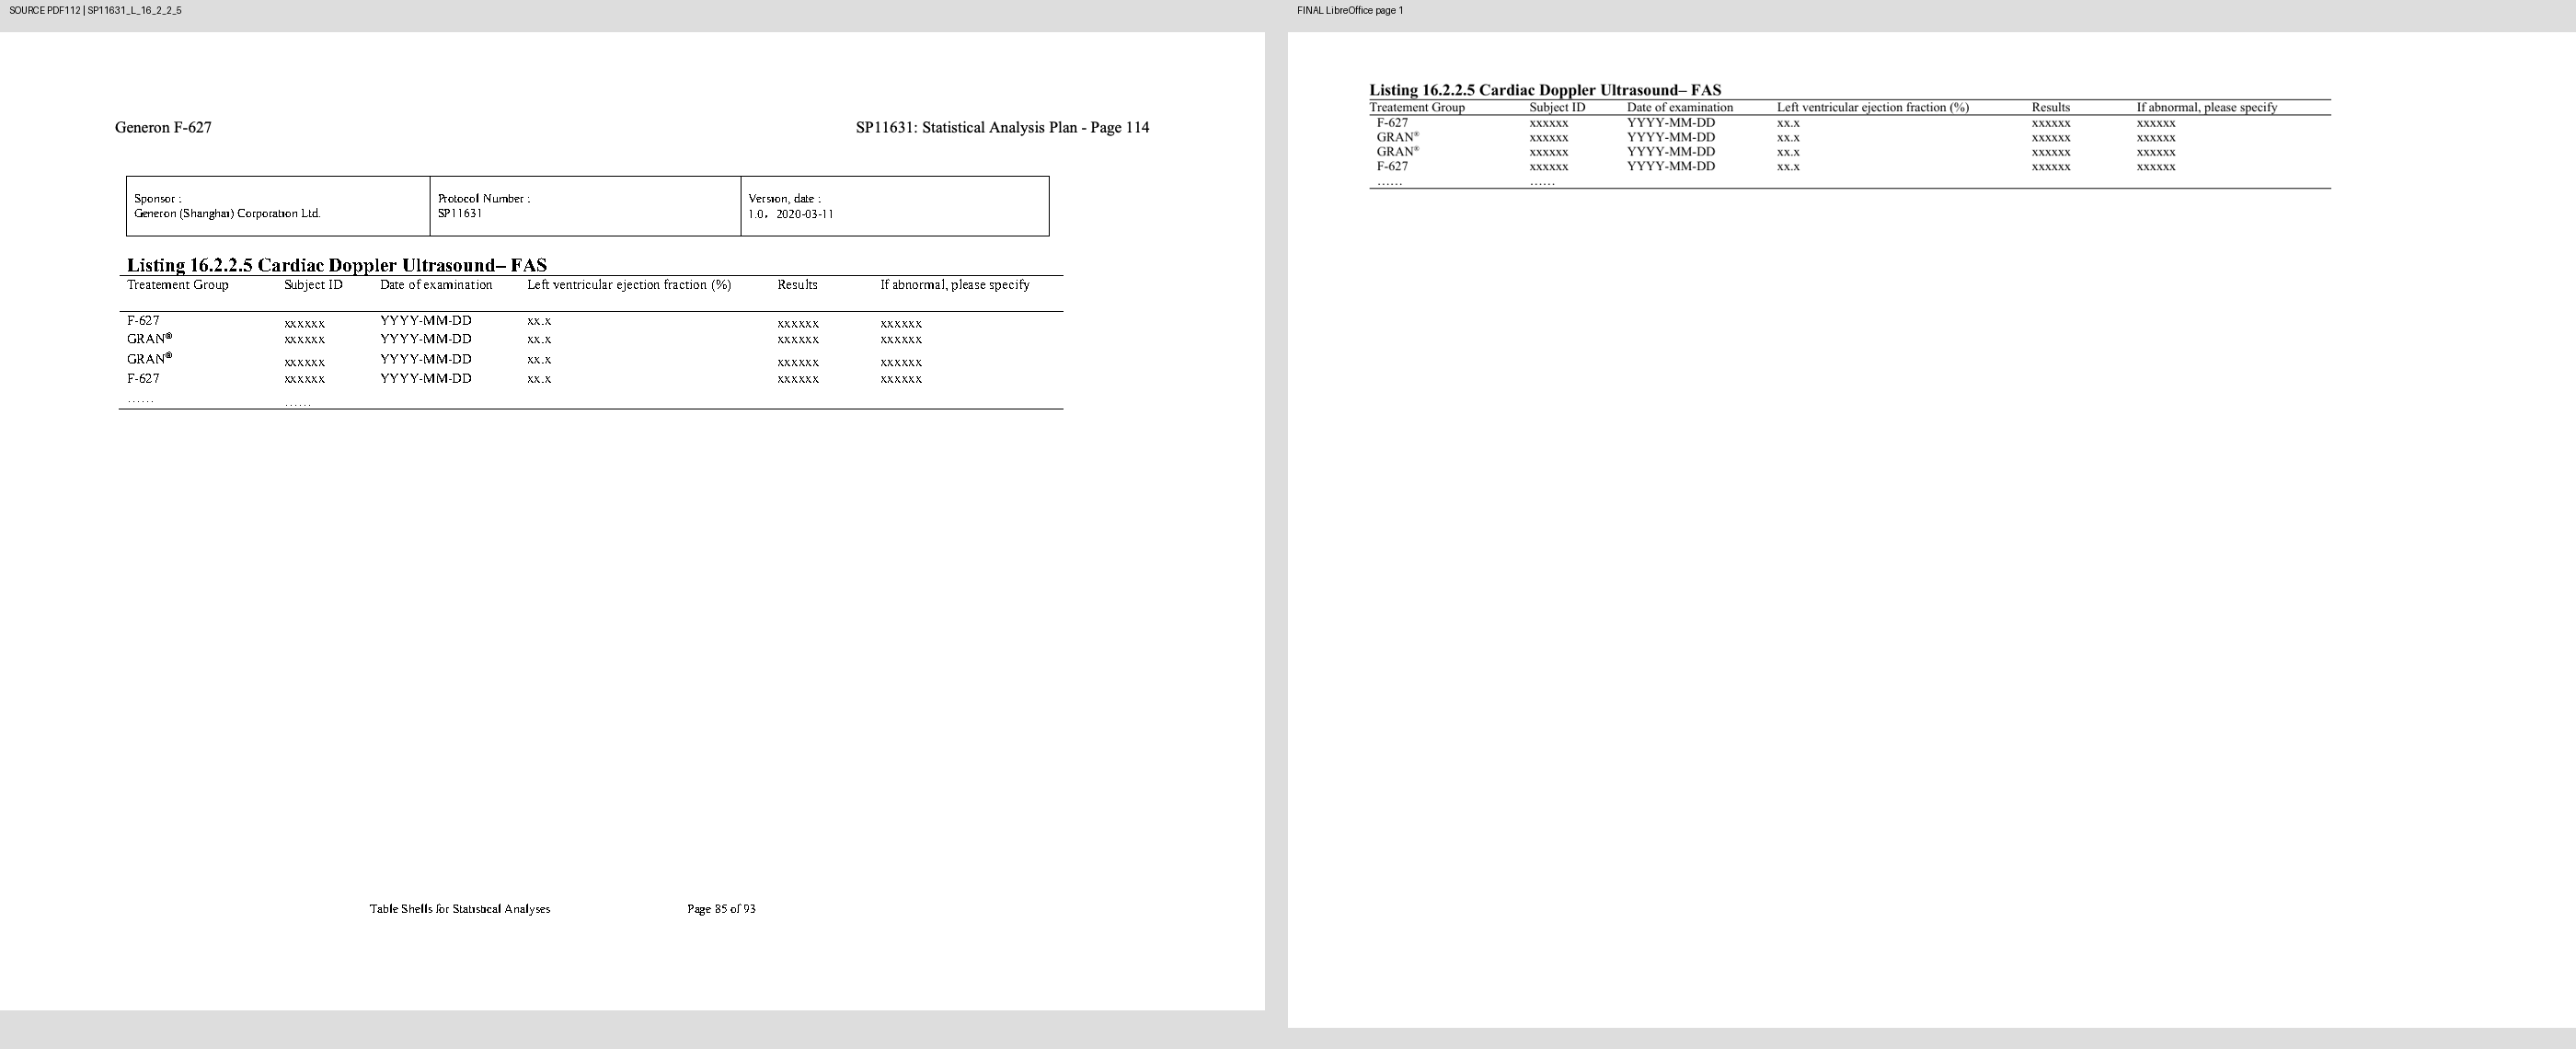 SOURCE PDF112 | SP11631_L_16_2_2_5
Generon F-627 SP11631: Statistical Analysis Plan - Page 114
Sponsor : Protocol Number : Version, date :
Generon (Shanghai) Corporation Ltd. SP11631 1.0, 2020-03-11
Listing 16.2.2.5 Cardiac Doppler Ultrasound– FAS
Treatement Group Subject ID Date of examination Left ventricular ejection fraction (%) Results If abnormal, please specify
F-627 xxxxxx YYYY-MM-DD xx.x xxxxxx xxxxxx
GRAN® xxxxxx YYYY-MM-DD xx.x xxxxxx xxxxxx
GRAN® xxxxxx YYYY-MM-DD xx.x xxxxxx xxxxxx
F-627 xxxxxx YYYY-MM-DD xx.x xxxxxx xxxxxx
...... ......
Table Shells for Statistical Analyses Page 85 of 93
FINAL LibreOffice page 1
Listing 16.2.2.5 Cardiac Doppler Ultrasound– FAS
Treatement Group Subject ID Date of examination Left ventricular ejection fraction (%) Results If abnormal, please specify
F-627 xxxxxx YYYY-MM-DD xx.x xxxxxx xxxxxx
GRAN® xxxxxx YYYY-MM-DD xx.x xxxxxx xxxxxx
GRAN® xxxxxx YYYY-MM-DD xx.x xxxxxx xxxxxx
F-627 xxxxxx YYYY-MM-DD xx.x xxxxxx xxxxxx
...... ......